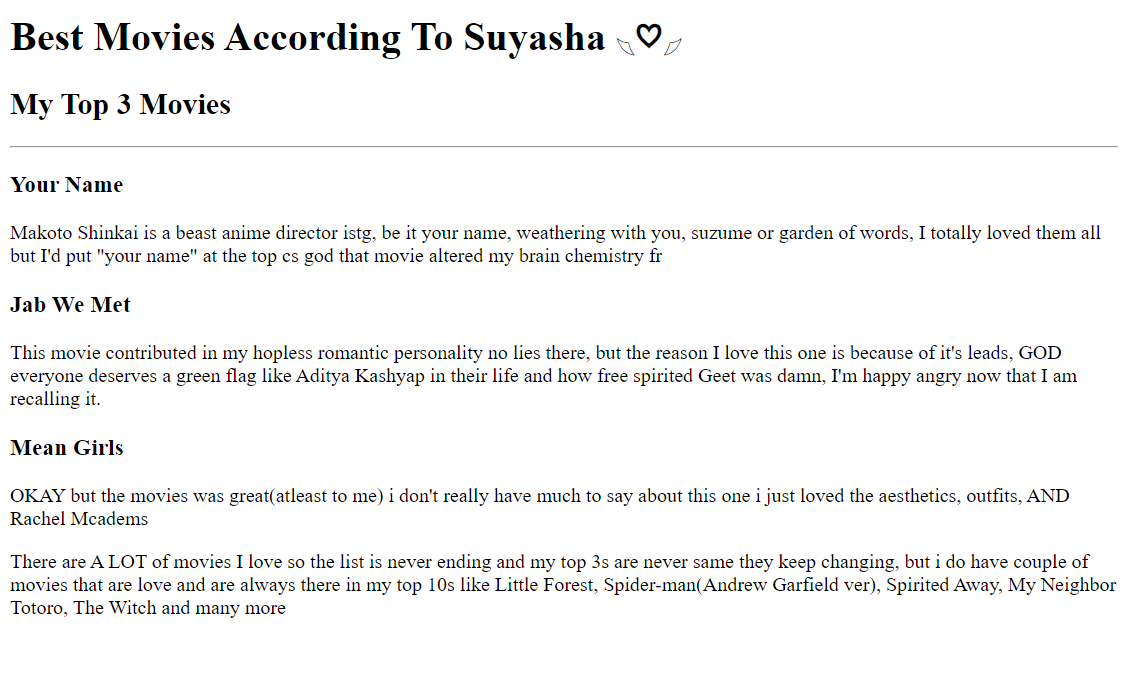 Best Movies According To Suyasha ৻♡ৎ
My Top 3 Movies
Your Name
Makoto Shinkai is a beast anime director istg, be it your name, weathering with you, suzume or garden of words, I totally loved them all
but I'd put "your name" at the top cs god that movie altered my brain chemistry fr
Jab We Met
This movie contributed in my hopless romantic personality no lies there, but the reason I love this one is because of it's leads, GOD
everyone deserves a green flag like Aditya Kashyap in their life and how free spirited Geet was damn, I'm happy angry now that I am
recalling it.
Mean Girls
OKAY but the movies was great(atleast to me) i don't really have much to say about this one i just loved the aesthetics, outfits, AND
Rachel Mcadems
There are A LOT of movies I love so the list is never ending and my top 3s are never same they keep changing, but i do have couple of
movies that are love and are always there in my top 10s like Little Forest, Spider-man(Andrew Garfield ver), Spirited Away, My Neighbor
Totoro, The Witch and many more